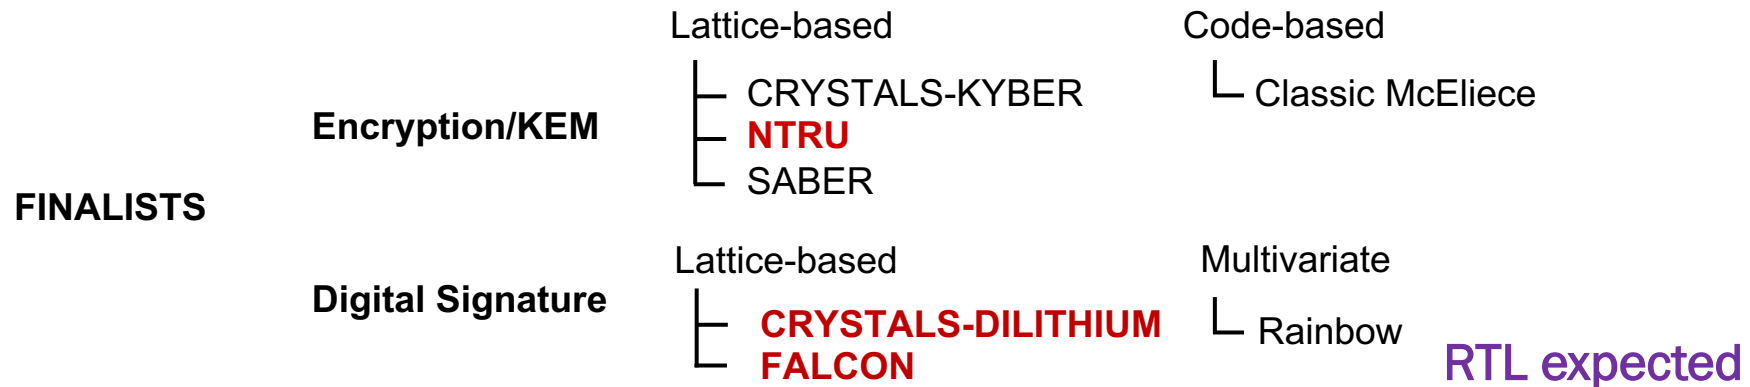 FINALISTS
Encryption/KEM
Lattice-based
CRYSTALS-KYBER
NTRU
SABER
Code-based
Classic McEliece
Digital Signature
Lattice-based
CRYSTALS-DILITHIUM
FALCON
Multivariate
Rainbow
RTL expected